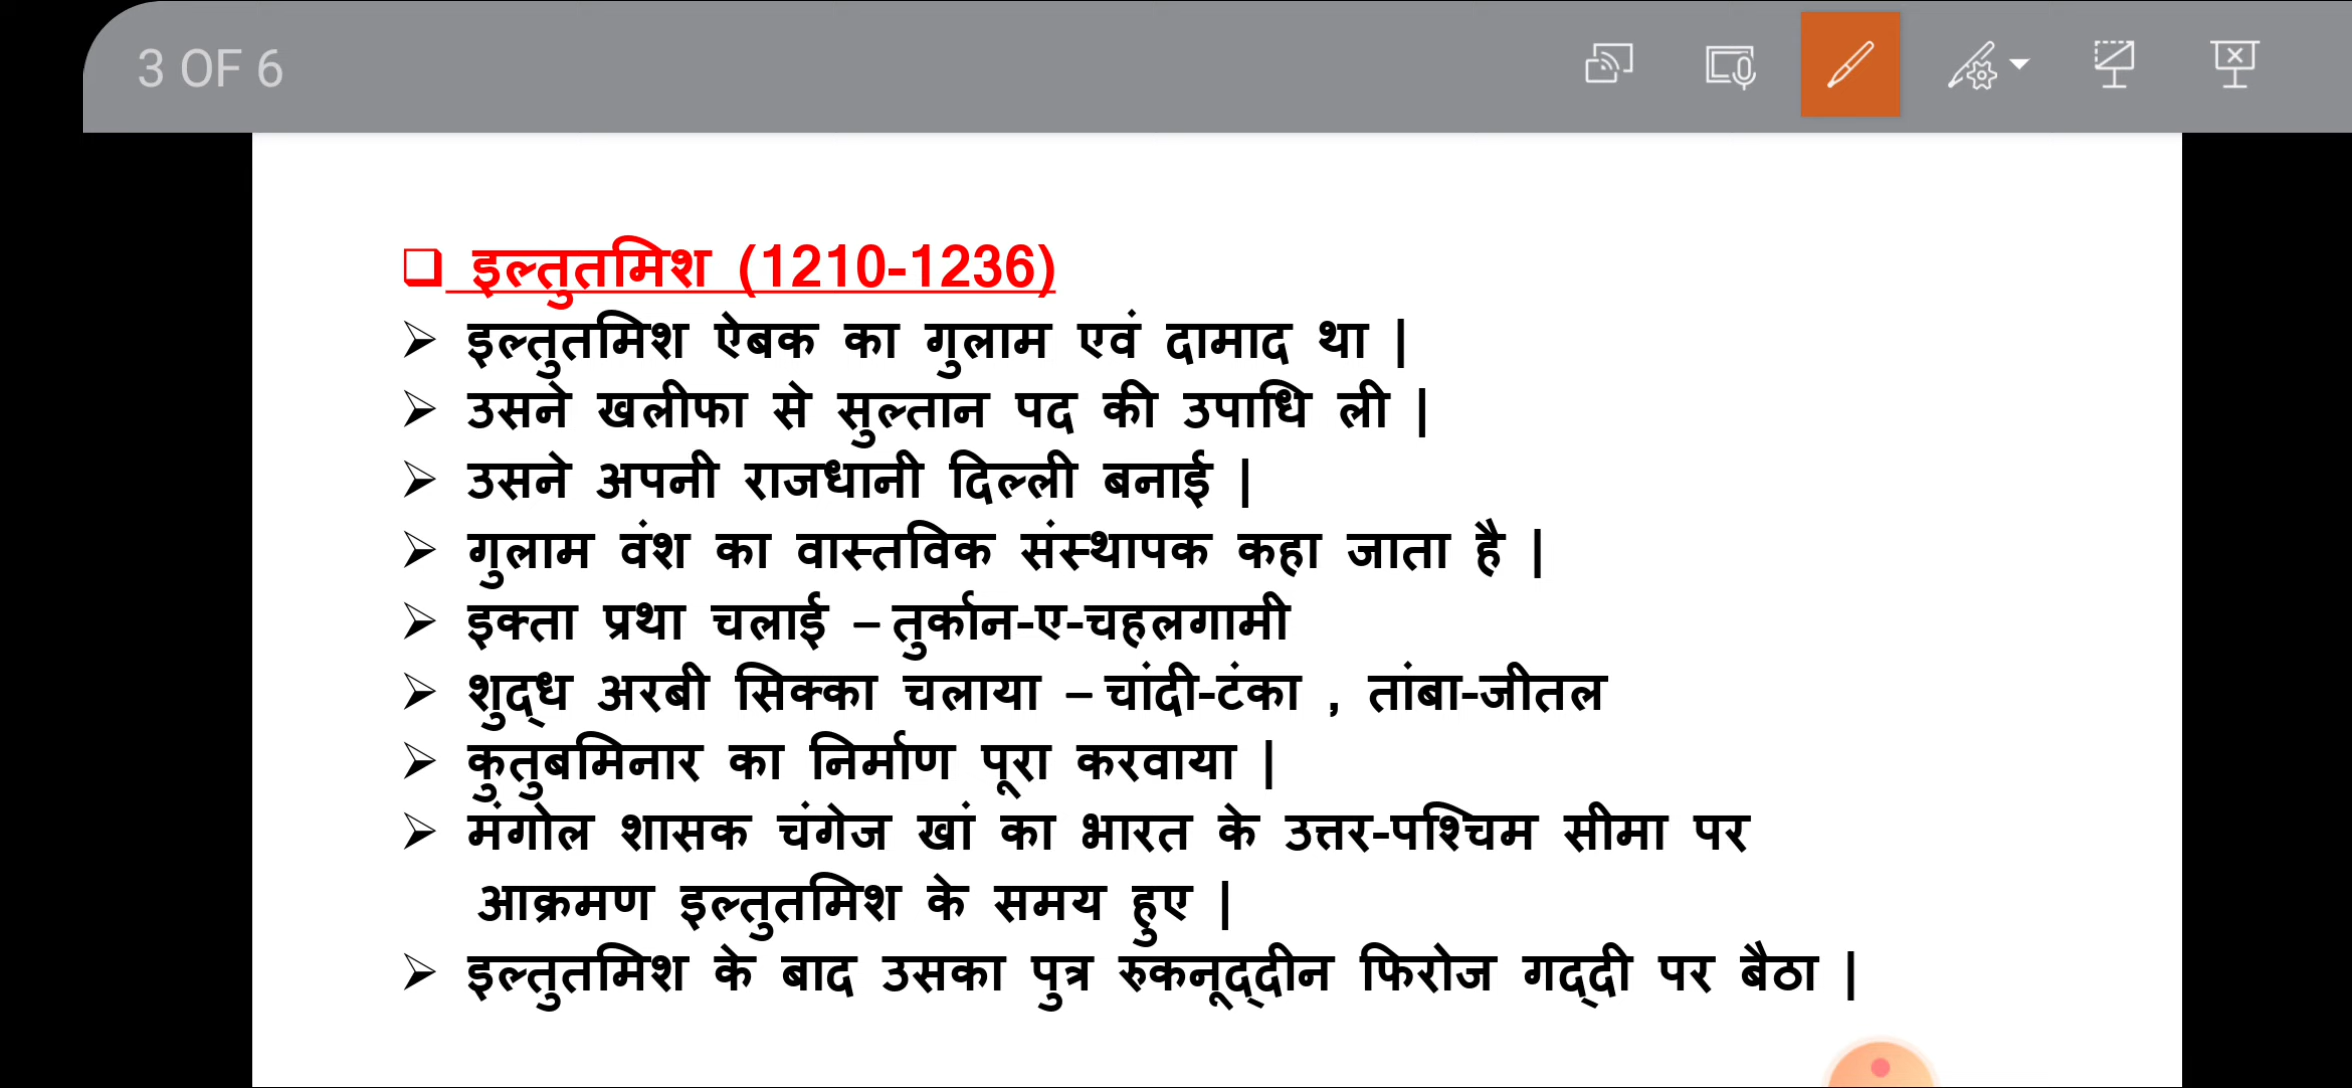 3 OF 6
❑ इल्तुतमिश (1210-1236)
➢ इल्तुतमिश ऐबक का गुलाम एवं दामाद था |
➢ उसने खलीफा से सुल्तान पद की उपाधि ली |
➢ उसने अपनी राजधानी दिल्ली बनाई |
➢ गुलाम वंश का वास्तविक संस्थापक कहा जाता है |
➢ इक्ता प्रथा चलाई – तुर्कान-ए-चहलगामी
➢ शुद्ध अरबी सिक्का चलाया – चांदी-टंका , तांबा-जीतल
➢ कुतुबमिनार का निर्माण पूरा करवाया |
➢ मंगोल शासक चंगेज खां का भारत के उत्तर-पश्चिम सीमा पर
आक्रमण इल्तुतमिश के समय हुए |
➢ इल्तुतमिश के बाद उसका पुत्र रुकनूद्दीन फिरोज गद्दी पर बैठा |